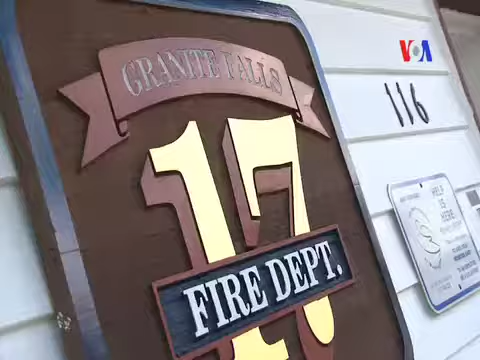 GRANITE FALLS
17
FIRE DEPT.
VOA
116
HELP
IS
HERE